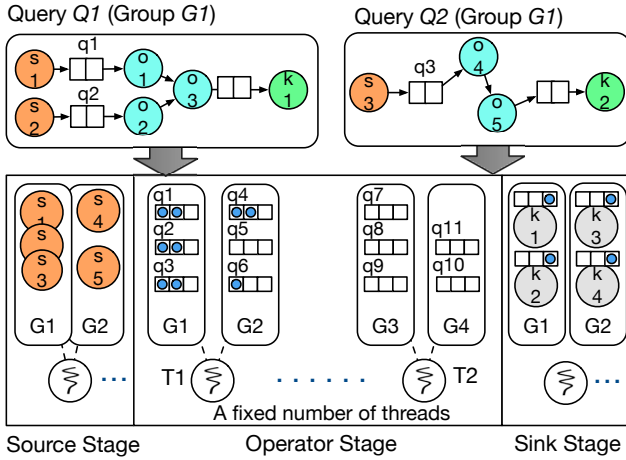 Query Q1 (Group G1)
Query Q2 (Group G1)
s
1
q1
o
1
o
3
k
1
s
2
q2
o
2
s
3
q3
o
4
o
5
k
2
s
1
s
3
s
4
s
5
G1
G2
q1
q2
q3
G1
q4
q5
q6
G2
q7
q8
q9
G3
q11
q10
G4
k
1
k
2
G1
k
3
k
4
G2
...
T1
. . . . . .
T2
...
A fixed number of threads
Source Stage
Operator Stage
Sink Stage